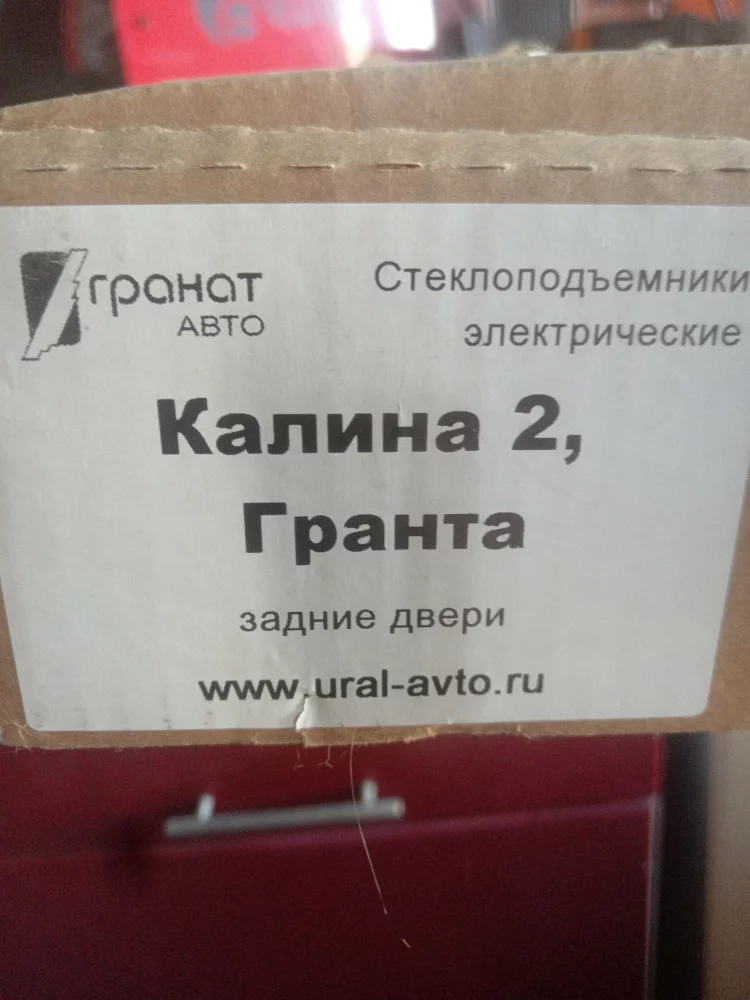 гранат
АВТО
Стеклоподъемники
электрические
Калина 2,
Гранта
задние двери
www.ural-avto.ru